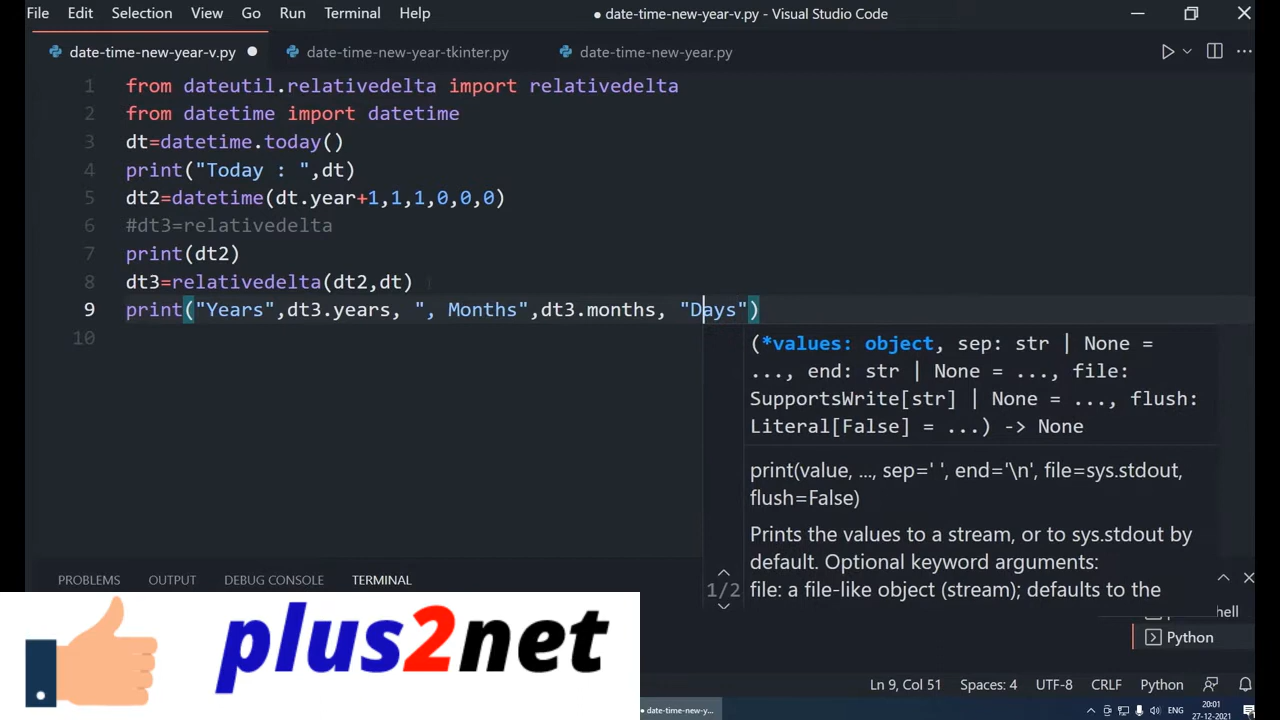 File Edit Selection View Go Run Terminal Help ● date-time-new-year-v.py - Visual Studio Code
date-time-new-year-v.py date-time-new-year-tkinter.py date-time-new-year.py
1 from dateutil.relativedelta import relativedelta
2 from datetime import datetime
3 dt=datetime.today()
4 print("Today : ",dt)
5 dt2=datetime(dt.year+1,1,1,0,0,0)
6 #dt3=relativedelta
7 print(dt2)
8 dt3=relativedelta(dt2,dt)
9 print("Years",dt3.years, ", Months",dt3.months, "Days")
10
(*values: object, sep: str | None =
..., end: str | None = ..., file:
SupportsWrite[str] | None = ..., flush:
Literal[False] = ...) -> None
print(value, ..., sep=' ', end='\n', file=sys.stdout,
flush=False)
Prints the values to a stream, or to sys.stdout by
default. Optional keyword arguments:
1/2 file: a file-like object (stream); defaults to the
PROBLEMS OUTPUT DEBUG CONSOLE TERMINAL
Python
plus2net
Ln 9, Col 51 Spaces: 4 UTF-8 CRLF Python
● date-time-new-y...
ENG
20:01
27-12-2021